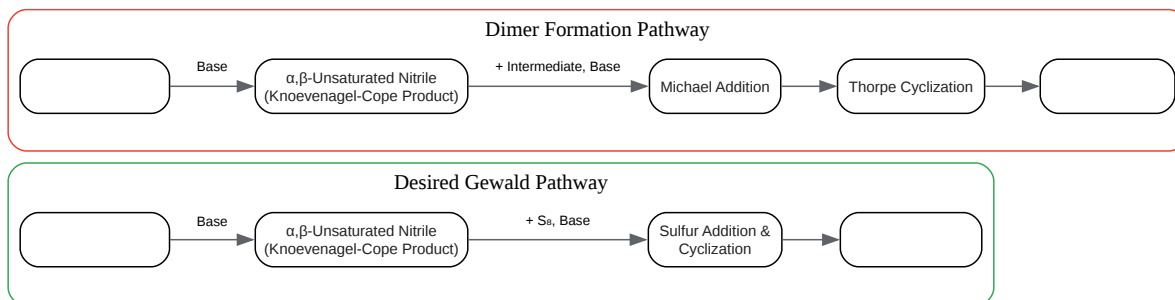 Dimer Formation Pathway
Base
+ Intermediate, Base
α,β-Unsaturated Nitrile
(Knoevenagel-Cope Product)
Michael Addition
Thorpe Cyclization
Desired Gewald Pathway
Base
+ S₈, Base
α,β-Unsaturated Nitrile
(Knoevenagel-Cope Product)
Sulfur Addition &
Cyclization